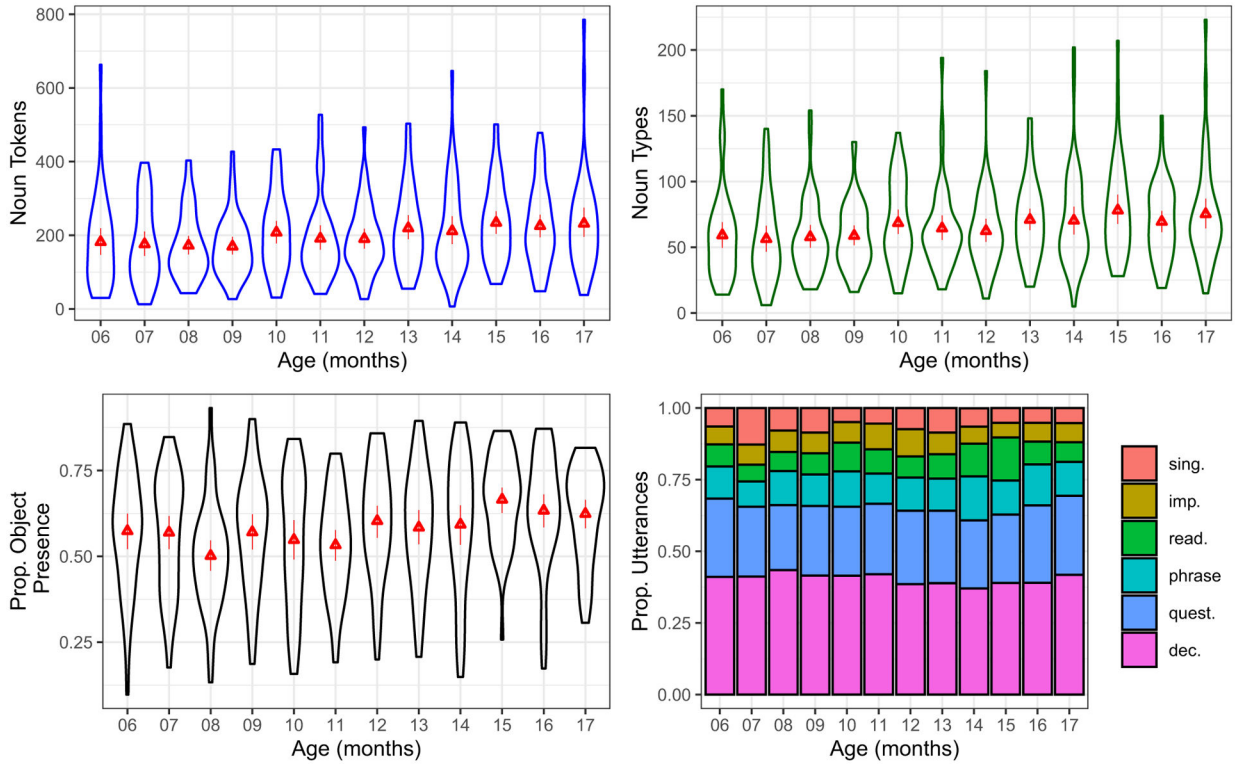 Noun Tokens
800
600
400
200
0
06 07 08 09 10 11 12 13 14 15 16 17
Age (months)
Noun Types
200
150
100
50
0
06 07 08 09 10 11 12 13 14 15 16 17
Age (months)
Prop. Object
Presence
0.75
0.50
0.25
06 07 08 09 10 11 12 13 14 15 16 17
Age (months)
Prop. Utterances
1.00
0.75
0.50
0.25
0.00
06 07 08 09 10 11 12 13 14 15 16 17
Age (months)
sing.
imp.
read.
phrase
quest.
dec.